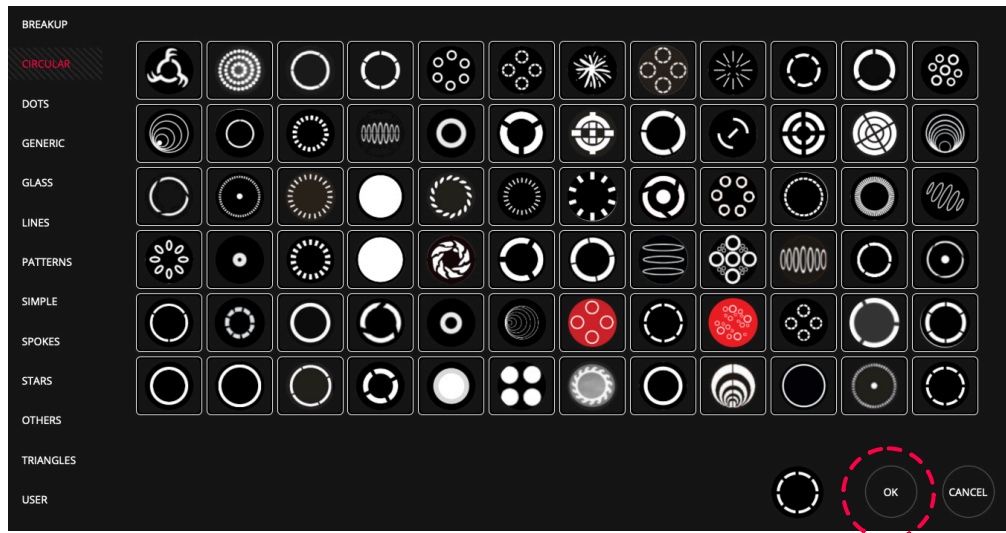 BREAKUP
CIRCULAR
DOTS
GENERIC
GLASS
LINES
PATTERNS
SIMPLE
SPOKES
STARS
OTHERS
TRIANGLES
USER
OK
CANCEL